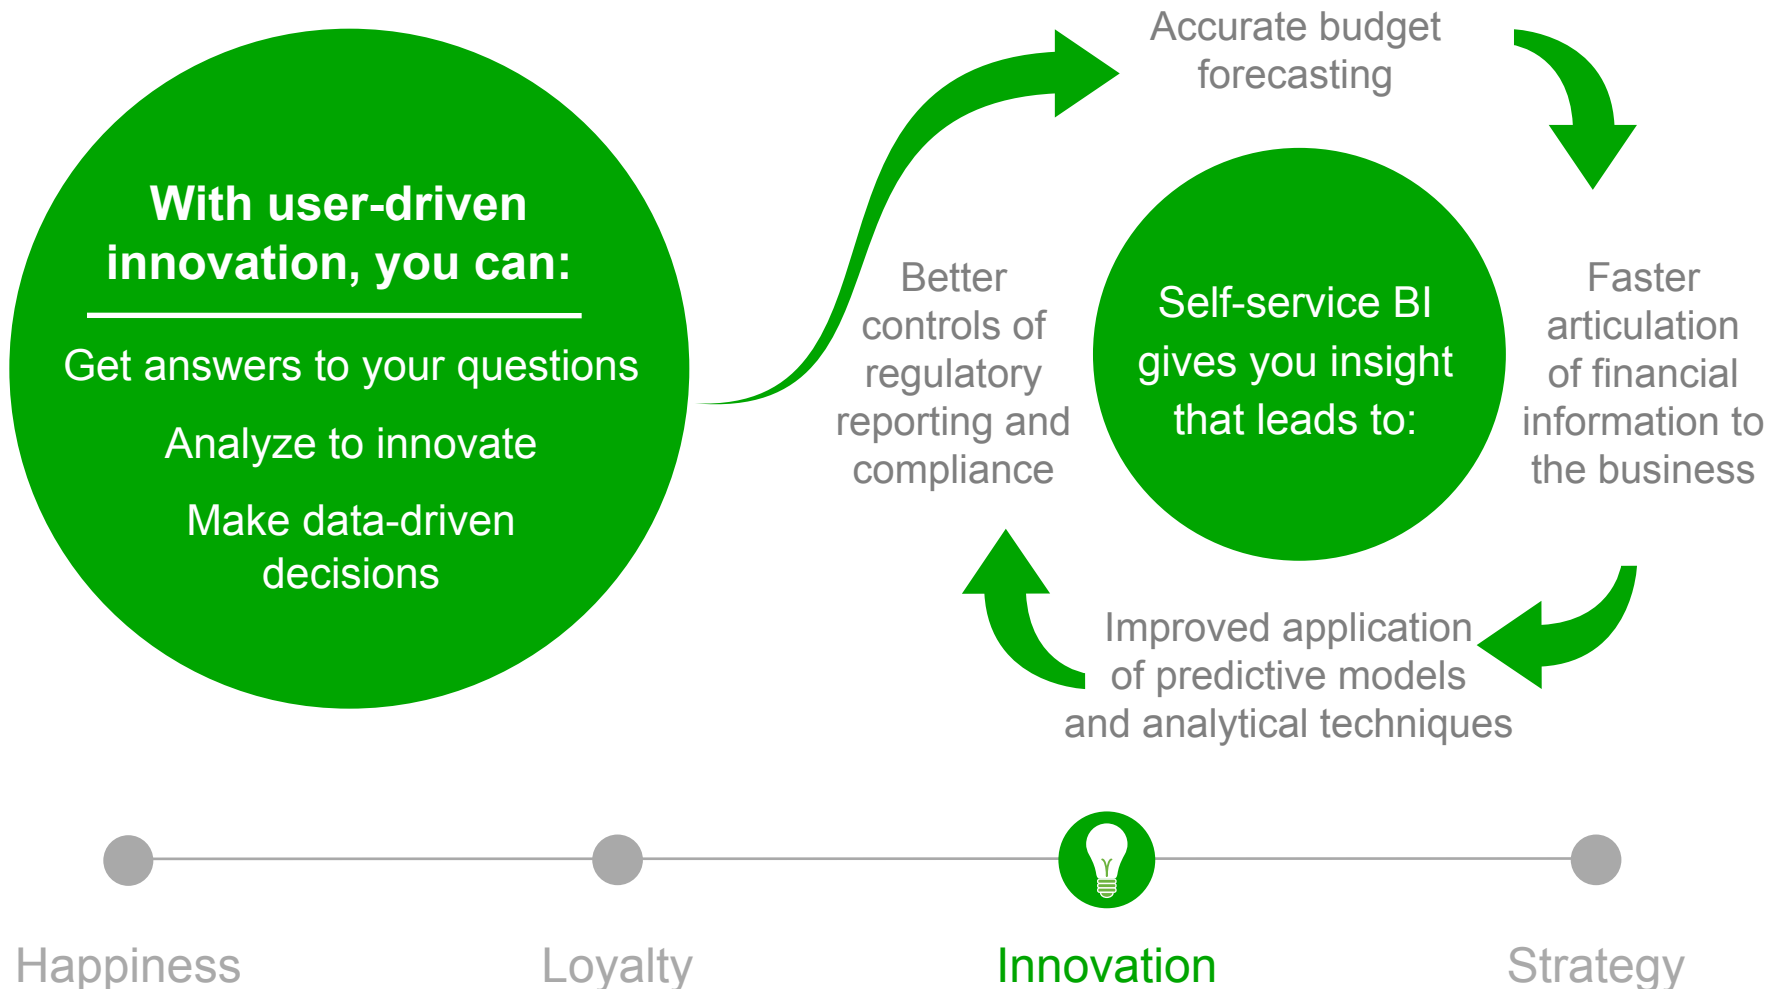 With user-driven
innovation, you can:
Get answers to your questions
Analyze to innovate
Make data-driven
decisions
Accurate budget
forecasting
Better
controls of
regulatory
reporting and
compliance
Self-service BI
gives you insight
that leads to:
Faster
articulation
of financial
information to
the business
Improved application
of predictive models
and analytical techniques
Happiness
Loyalty
Innovation
Strategy